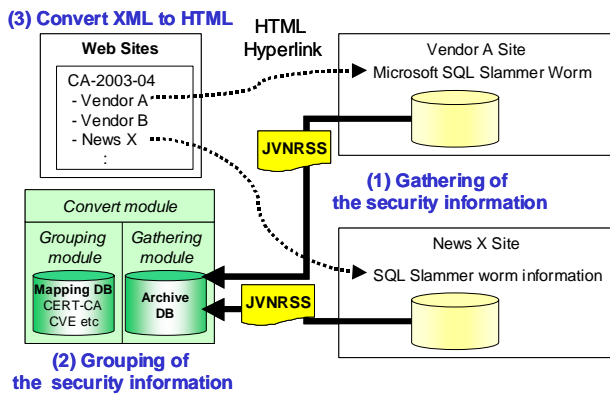 (3) Convert XML to HTML
Web Sites
CA-2003-04
- Vendor A
- Vendor B
- News X
:
HTML
Hyperlink
Vendor A Site
Microsoft SQL Slammer Worm
JVNRSS
(1) Gathering of
the security information
Convert module
Grouping
module
Gathering
module
Mapping DB
CERT-CA
CVE etc
Archive
DB
JVNRSS
News X Site
SQL Slammer worm information
(2) Grouping of
the security information